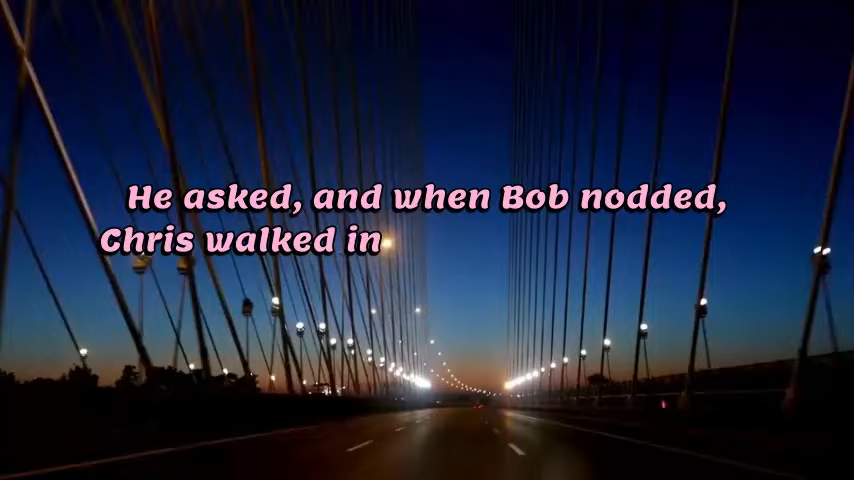 He asked, and when Bob nodded,
Chris walked in